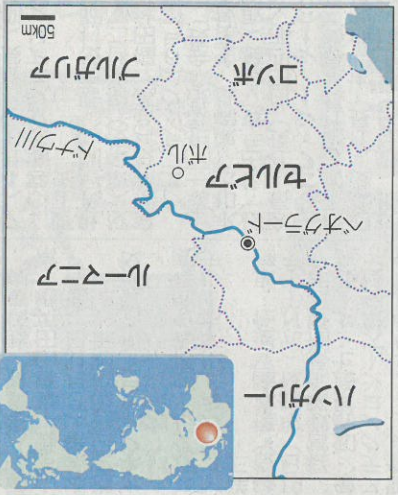 ハンガリー
ルーマニア
ベオグラード
セルビア
ボル
ドナウ川
コソボ
ブルガリア
50km